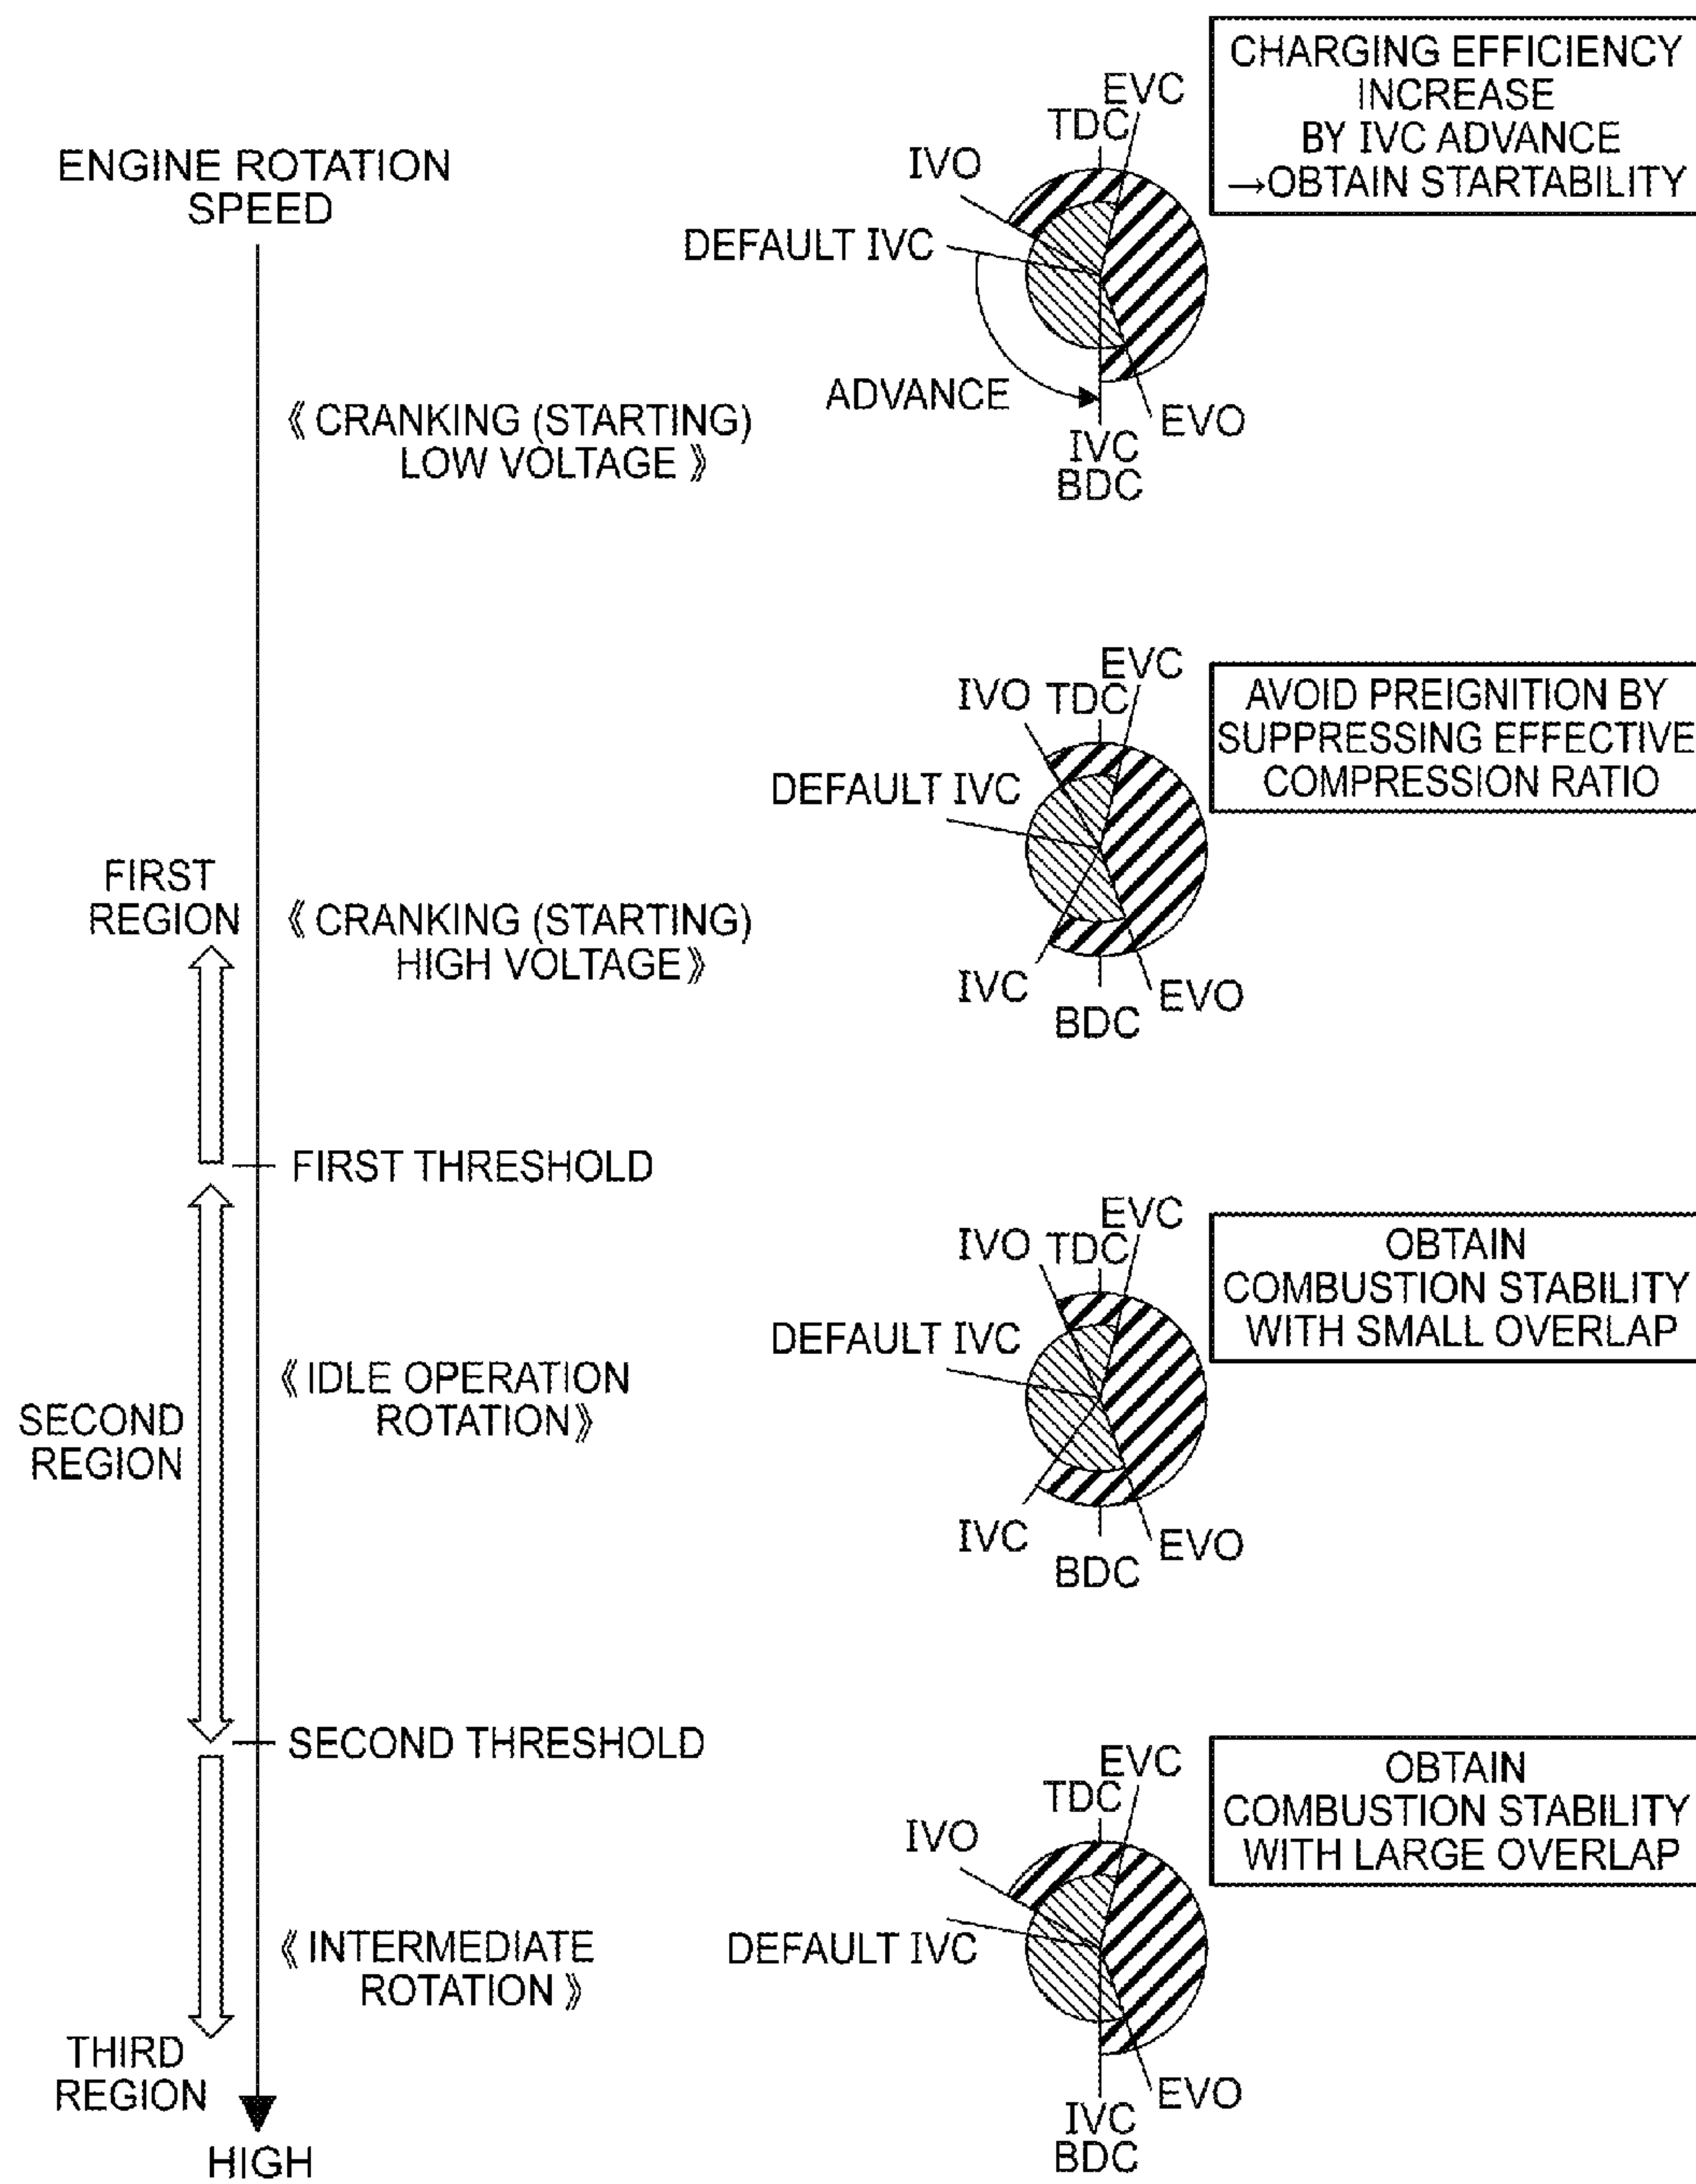 ENGINE ROTATION
SPEED
EVC
TDC
IVO
DEFAULT IVC
ADVANCE
EVO
IVC
BDC
CHARGING EFFICIENCY
INCREASE
BY IVC ADVANCE
→OBTAIN STARTABILITY
《 CRANKING (STARTING)
LOW VOLTAGE 》
EVC
IVO TDC
DEFAULT IVC
IVC
EVO
BDC
AVOID PREIGNITION BY
SUPPRESSING EFFECTIVE
COMPRESSION RATIO
FIRST
REGION
《 CRANKING (STARTING)
HIGH VOLTAGE 》
FIRST THRESHOLD
EVC
IVO TDC
DEFAULT IVC
IVC
EVO
BDC
OBTAIN
COMBUSTION STABILITY
WITH SMALL OVERLAP
SECOND
REGION
《 IDLE OPERATION
ROTATION 》
SECOND THRESHOLD
EVC
TDC
IVO
DEFAULT IVC
EVO
IVC
BDC
OBTAIN
COMBUSTION STABILITY
WITH LARGE OVERLAP
《 INTERMEDIATE
ROTATION 》
THIRD
REGION
HIGH